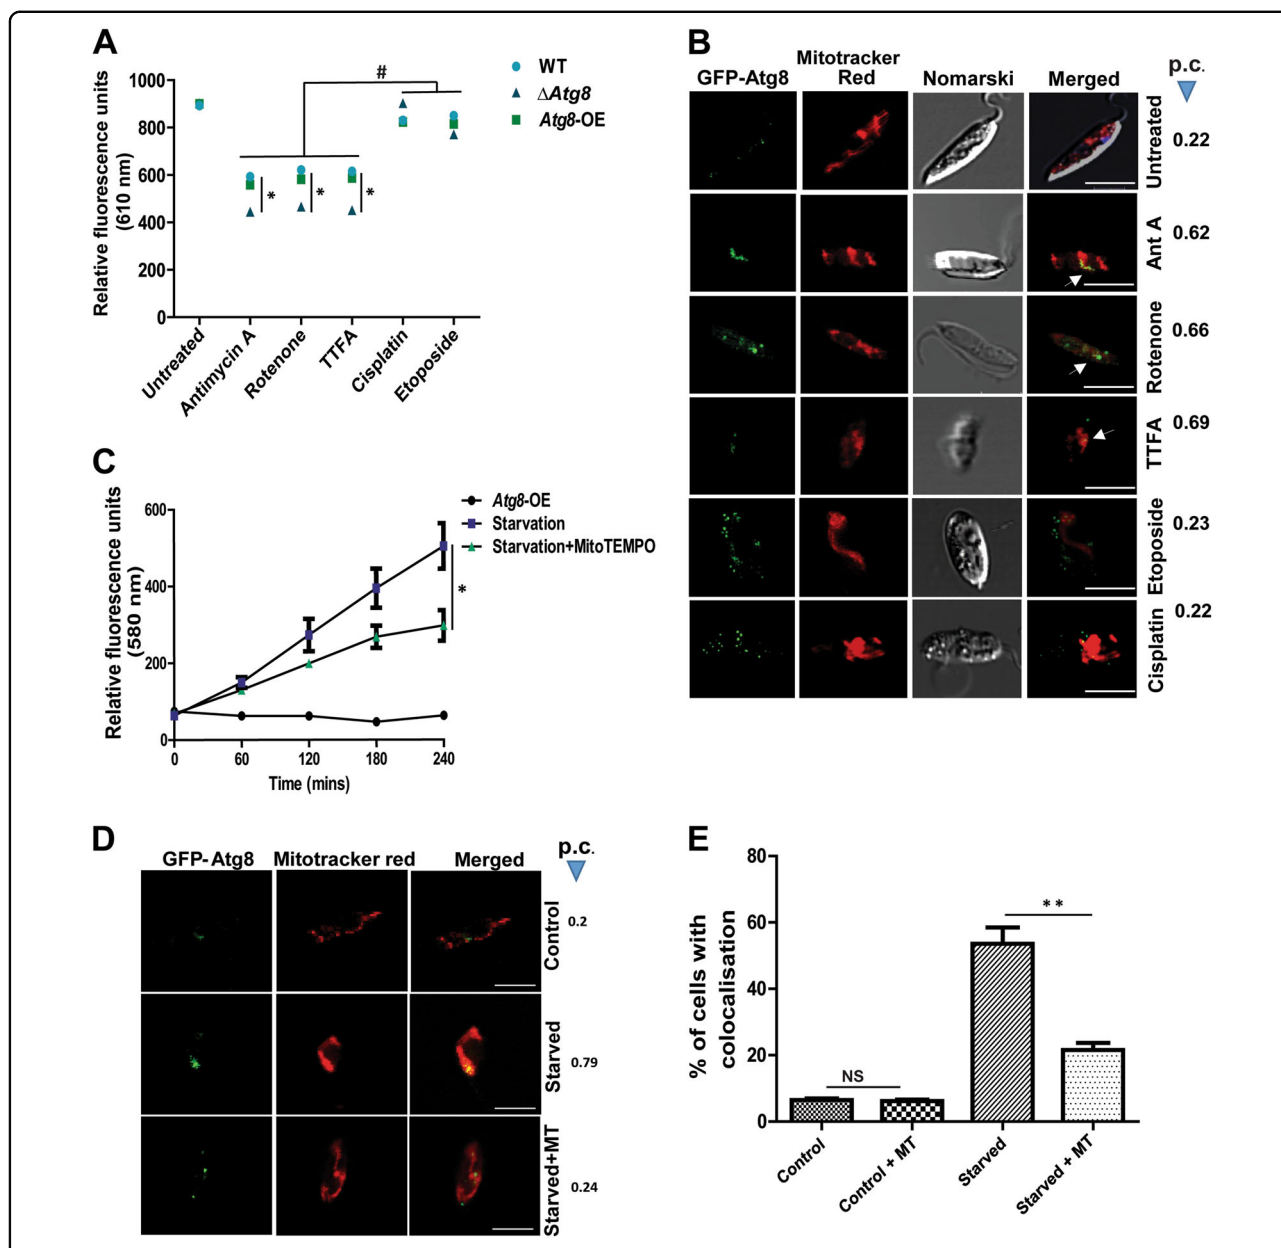 A
Relative fluorescence units
(610 nm)
1000
800
600
400
200
0
#
*
*
*
WT
ΔAtg8
Atg8-OE
Untreated
Antimycin A
Rotenone
TTFA
Cisplatin
Etoposide
B
GFP-Atg8
Mitotracker
Red
Nomarski
Merged
p.c.
Untreated
0.22
Ant A
0.62
Rotenone
0.66
TTFA
0.69
Etoposide
0.23
Cisplatin
0.22
C
Relative fluorescence units
(580 nm)
600
400
200
0
Atg8-OE
Starvation
Starvation+MitoTEMPO
*
0
60
120
180
240
Time (mins)
D
GFP-Atg8
Mitotracker red
Merged
p.c.
Control
0.2
Starved
0.79
Starved+MT
0.24
E
% of cells with
colocalisation
80
60
40
20
0
NS
**
Control
Control + MT
Starved
Starved + MT